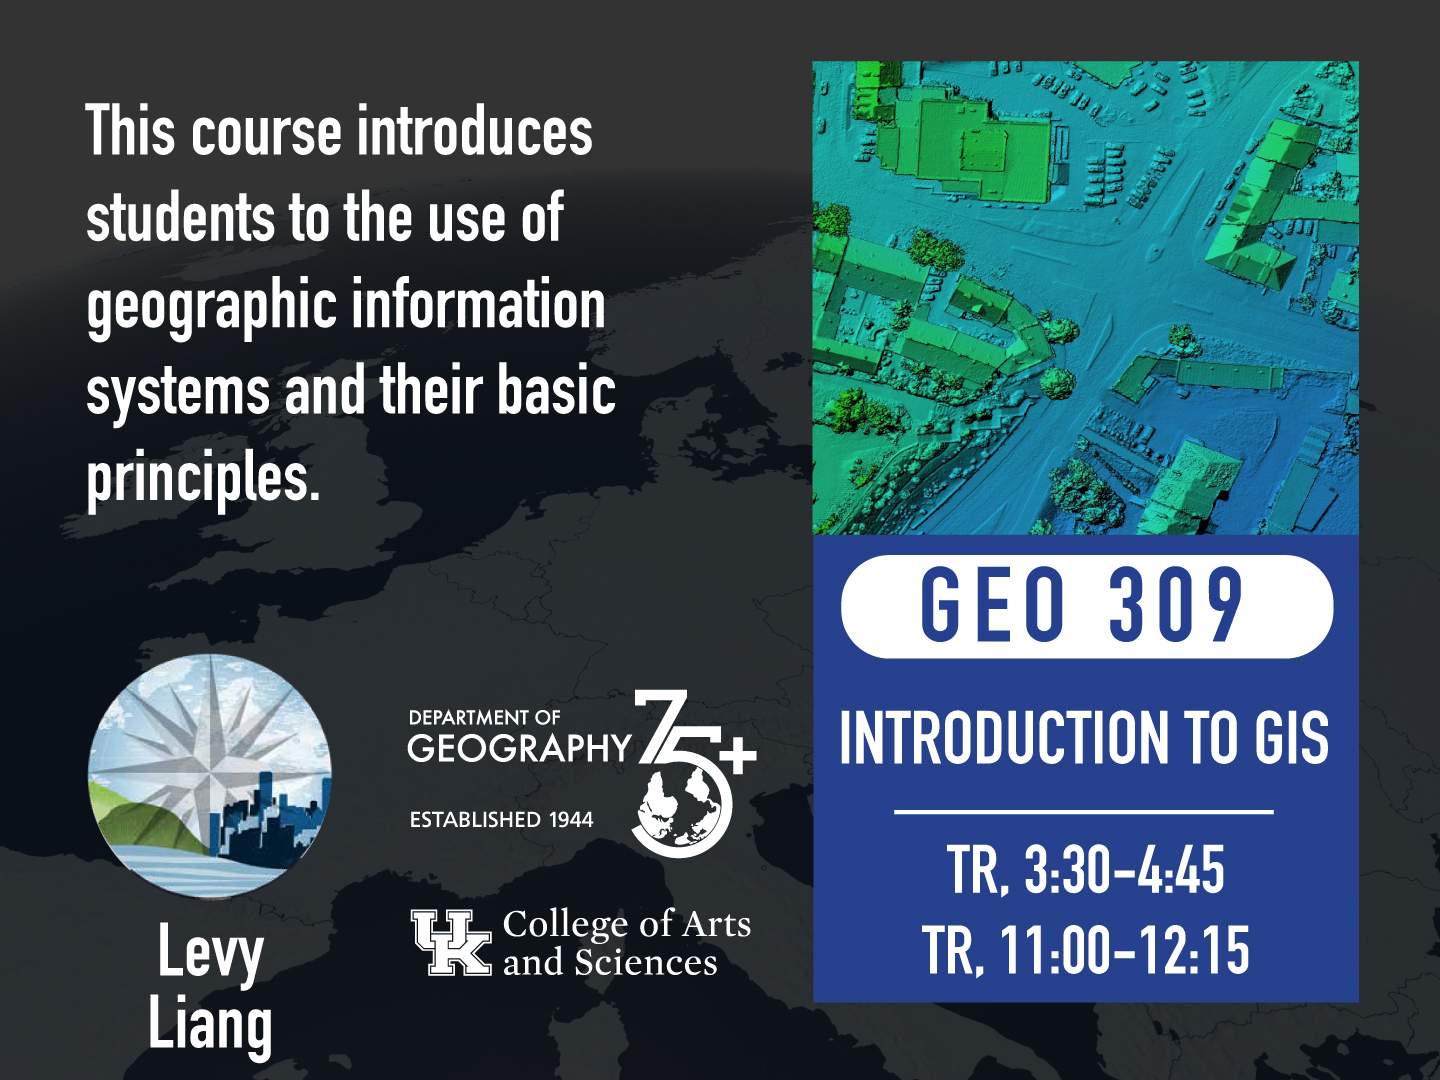 This course introduces
students to the use of
geographic information
systems and their basic
principles.
Levy
Liang
DEPARTMENT OF
GEOGRAPHY
75+
ESTABLISHED 1944
UK
College of Arts
and Sciences
GEO 309
INTRODUCTION TO GIS
TR, 3:30-4:45
TR, 11:00-12:15